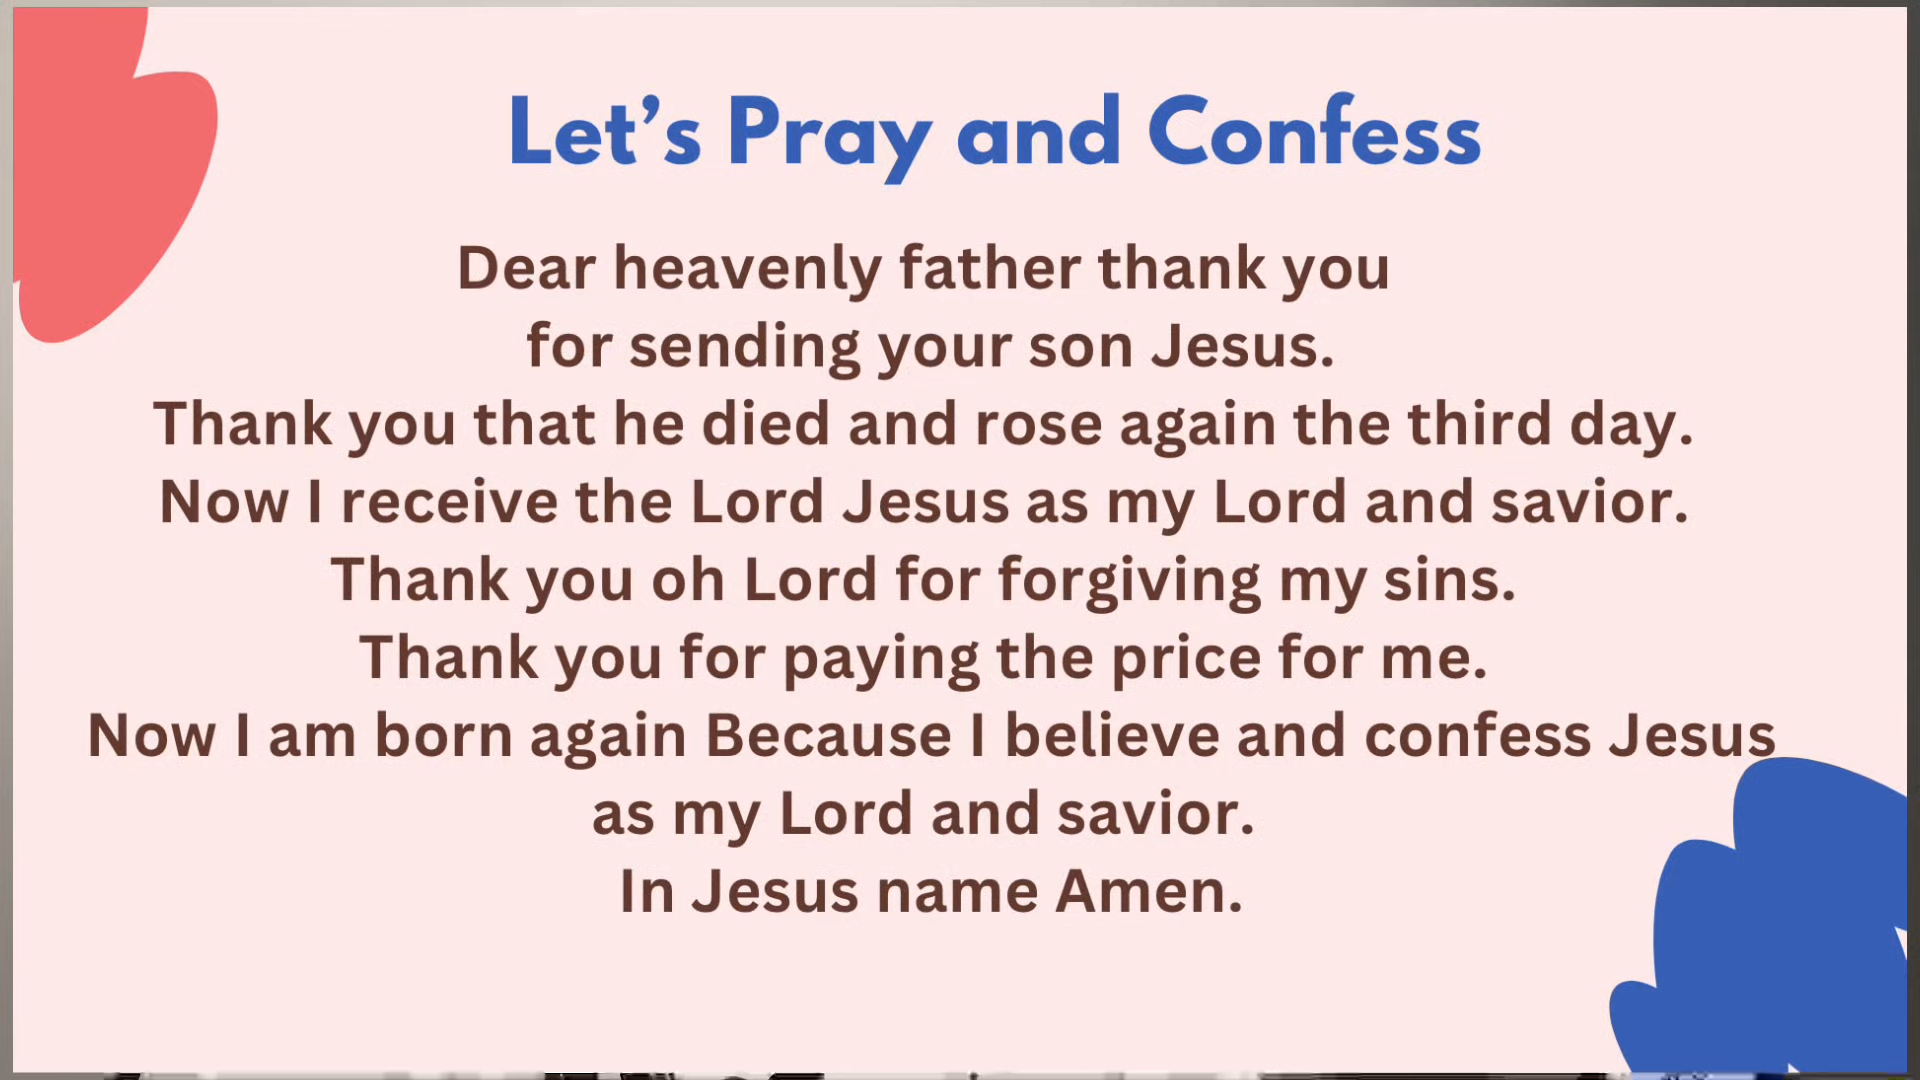 Let’s Pray and Confess
Dear heavenly father thank you
for sending your son Jesus.
Thank you that he died and rose again the third day.
Now I receive the Lord Jesus as my Lord and savior.
Thank you oh Lord for forgiving my sins.
Thank you for paying the price for me.
Now I am born again Because I believe and confess Jesus
as my Lord and savior.
In Jesus name Amen.